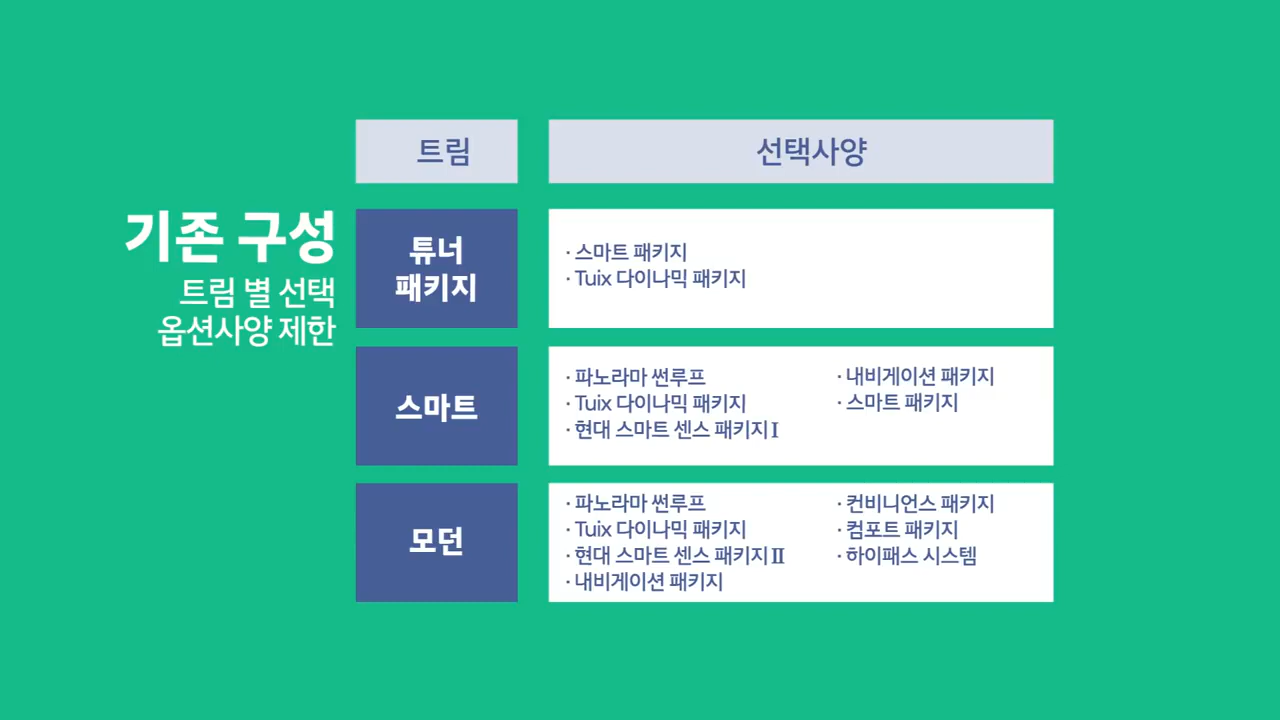 기존 구성
트림 별 선택
옵션사양 제한
트림
선택사양
튜너
패키지
· 스마트 패키지
· Tuix 다이나믹 패키지
스마트
· 파노라마 썬루프
· Tuix 다이나믹 패키지
· 현대 스마트 센스 패키지Ⅰ
· 내비게이션 패키지
· 스마트 패키지
모던
· 파노라마 썬루프
· Tuix 다이나믹 패키지
· 현대 스마트 센스 패키지Ⅱ
· 내비게이션 패키지
· 컨비니언스 패키지
· 컴포트 패키지
· 하이패스 시스템